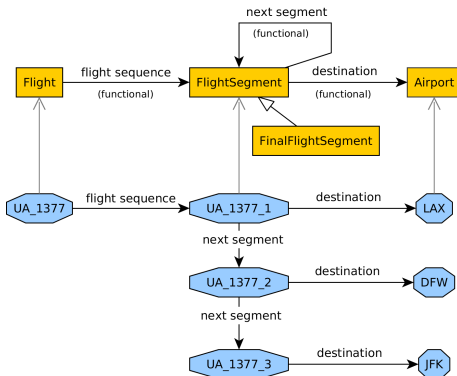 next segment
(functional)
Flight
flight sequence
(functional)
FlightSegment
destination
(functional)
Airport
FinalFlightSegment
UA_1377
flight sequence
UA_1377_1
destination
LAX
next segment
UA_1377_2
destination
DFW
next segment
UA_1377_3
destination
JFK